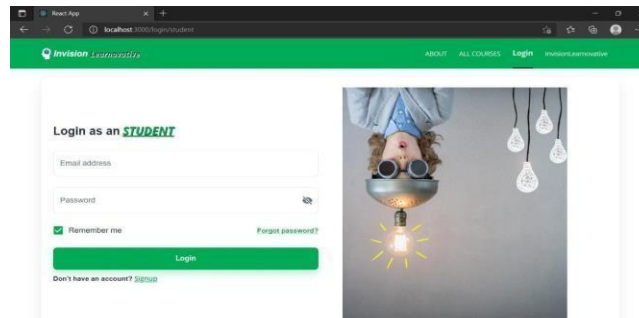 React App
localhost:3000/login/student
Invision Learnovative
ABOUT ALL COURSES Login InvisionLearnovative
Login as an STUDENT
Email address
Password
Remember me Forgot password?
Login
Don't have an account? Signup